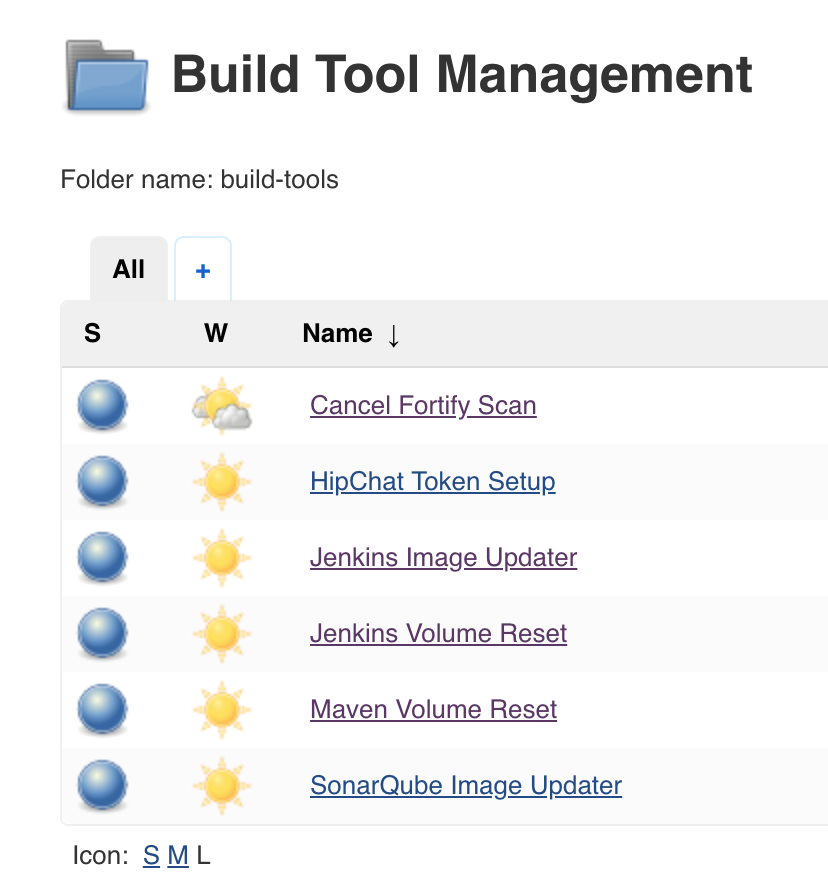 Build Tool Management
Folder name: build-tools
All +
S W Name ↓
Cancel Fortify Scan
HipChat Token Setup
Jenkins Image Updater
Jenkins Volume Reset
Maven Volume Reset
SonarQube Image Updater
Icon: S M L